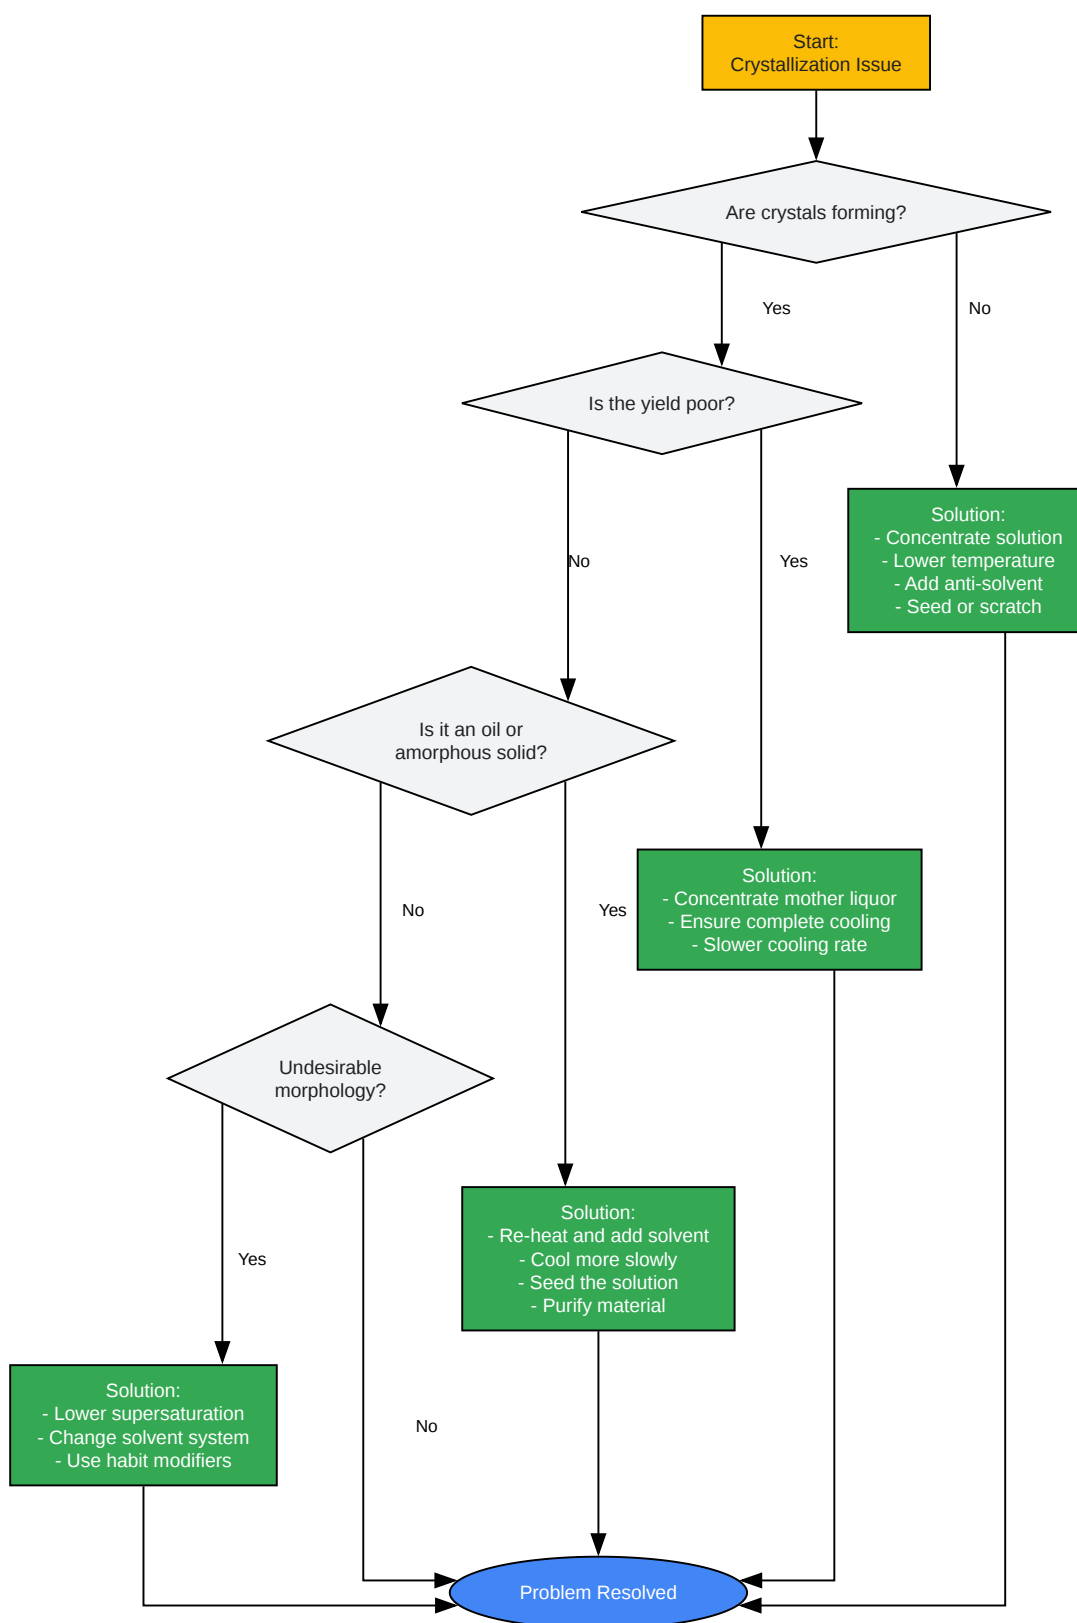 Start:
Crystallization Issue
Are crystals forming?
Yes
No
Is the yield poor?
Solution:
- Concentrate solution
- Lower temperature
- Add anti-solvent
- Seed or scratch
No
Yes
Is it an oil or
amorphous solid?
Solution:
- Concentrate mother liquor
- Ensure complete cooling
- Slower cooling rate
No
Yes
Undesirable
morphology?
Solution:
- Re-heat and add solvent
- Cool more slowly
- Seed the solution
- Purify material
Yes
Solution:
- Lower supersaturation
- Change solvent system
- Use habit modifiers
No
Problem Resolved